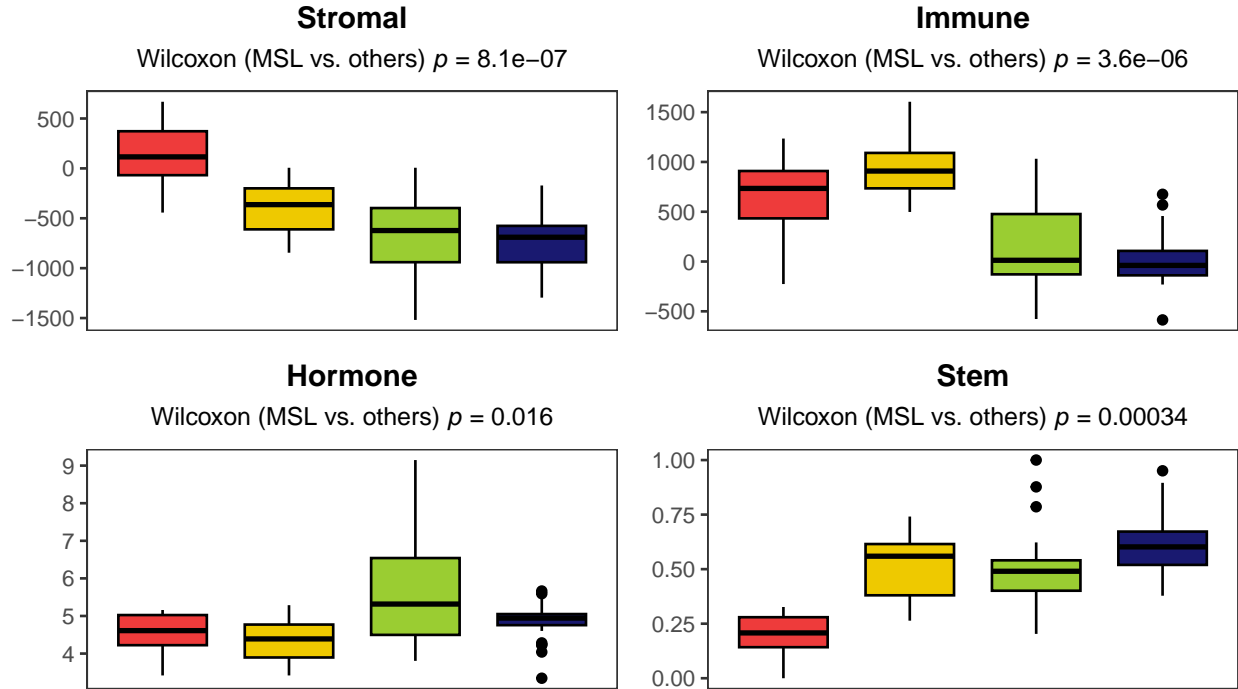 Stromal
Wilcoxon (MSL vs. others) p = 8.1e−07
500
0
−500
−1000
−1500
Immune
Wilcoxon (MSL vs. others) p = 3.6e−06
1500
1000
500
0
−500
Hormone
Wilcoxon (MSL vs. others) p = 0.016
9
8
7
6
5
4
Stem
Wilcoxon (MSL vs. others) p = 0.00034
1.00
0.75
0.50
0.25
0.00